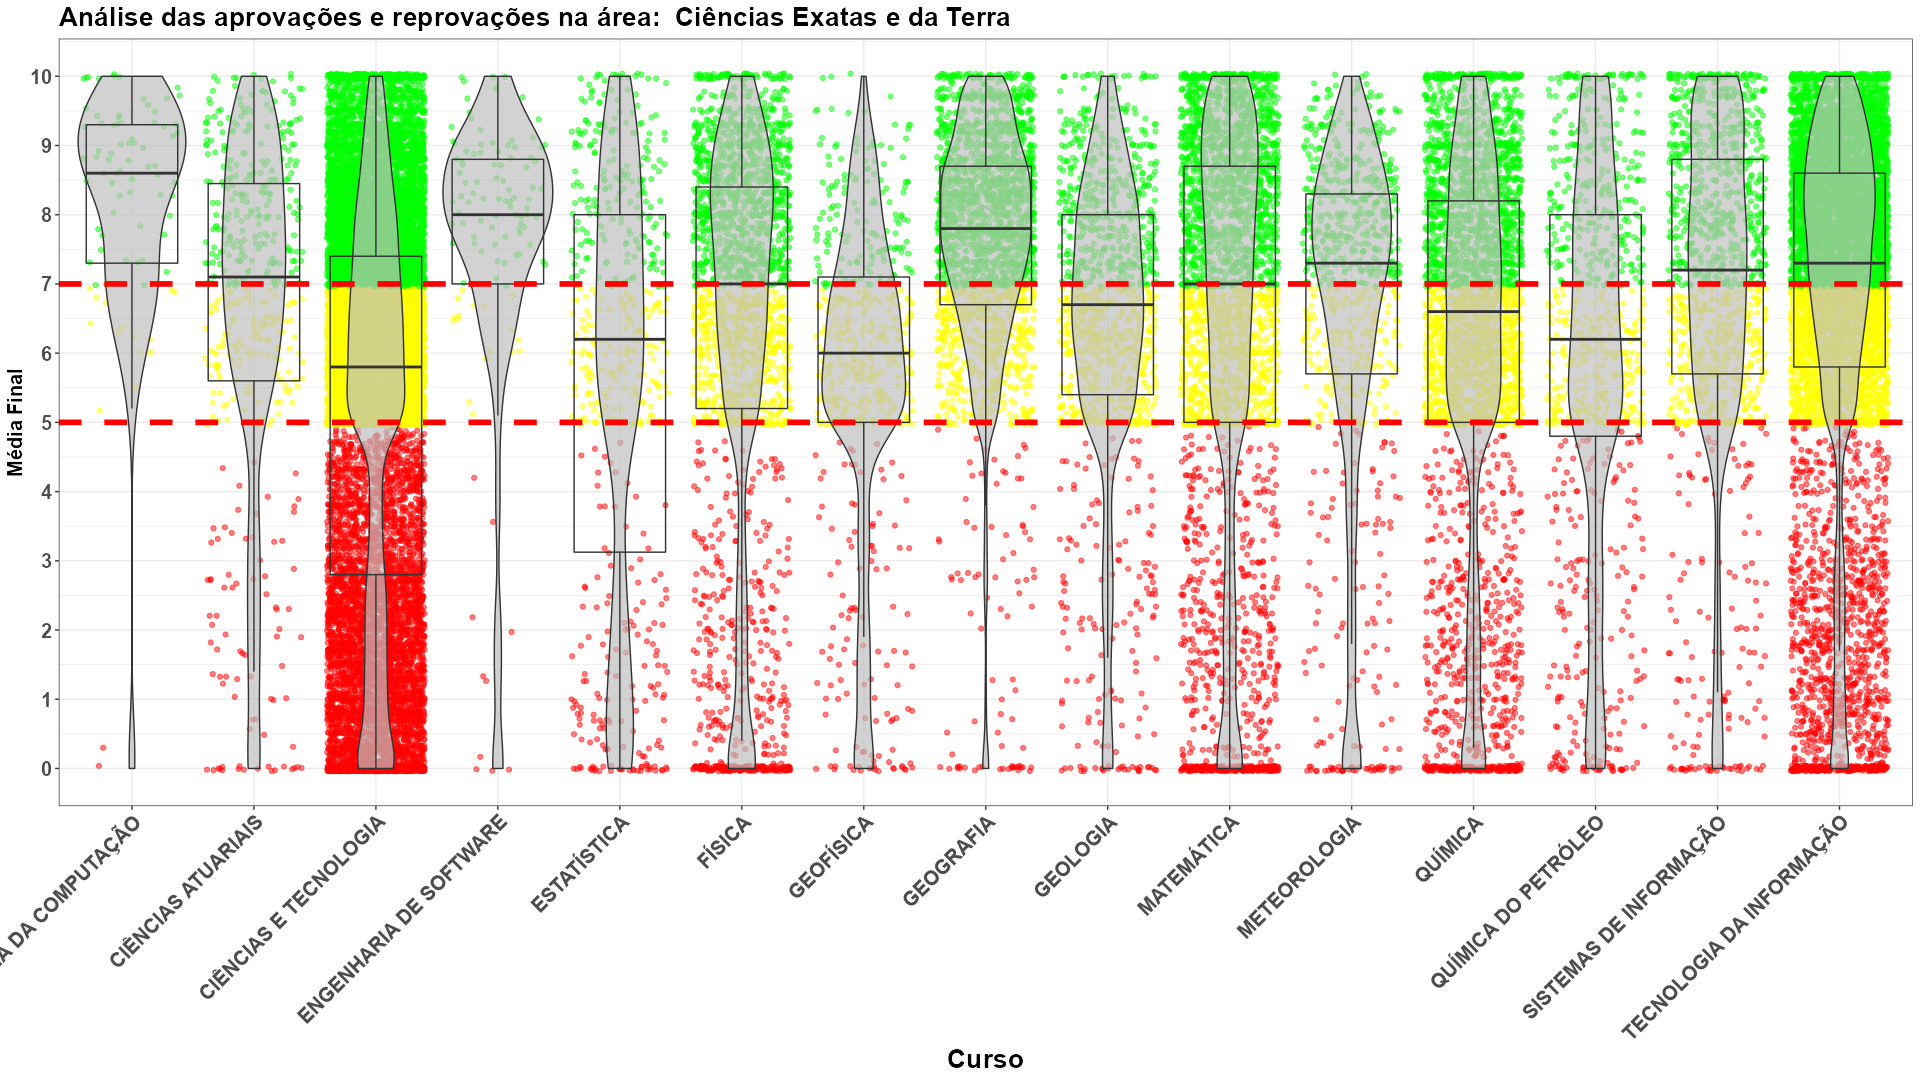 Análise das aprovações e reprovações na área:  Ciências Exatas e da Terra
Média Final
10
9
8
7
6
5
4
3
2
1
0
DA COMPUTAÇÃO
CIÊNCIAS ATUARIAIS
CIÊNCIAS E TECNOLOGIA
ENGENHARIA DE SOFTWARE
ESTATÍSTICA
FÍSICA
GEOFÍSICA
GEOGRAFIA
GEOLOGIA
MATEMÁTICA
METEOROLOGIA
QUÍMICA
QUÍMICA DO PETRÓLEO
SISTEMAS DE INFORMAÇÃO
TECNOLOGIA DA INFORMAÇÃO
Curso